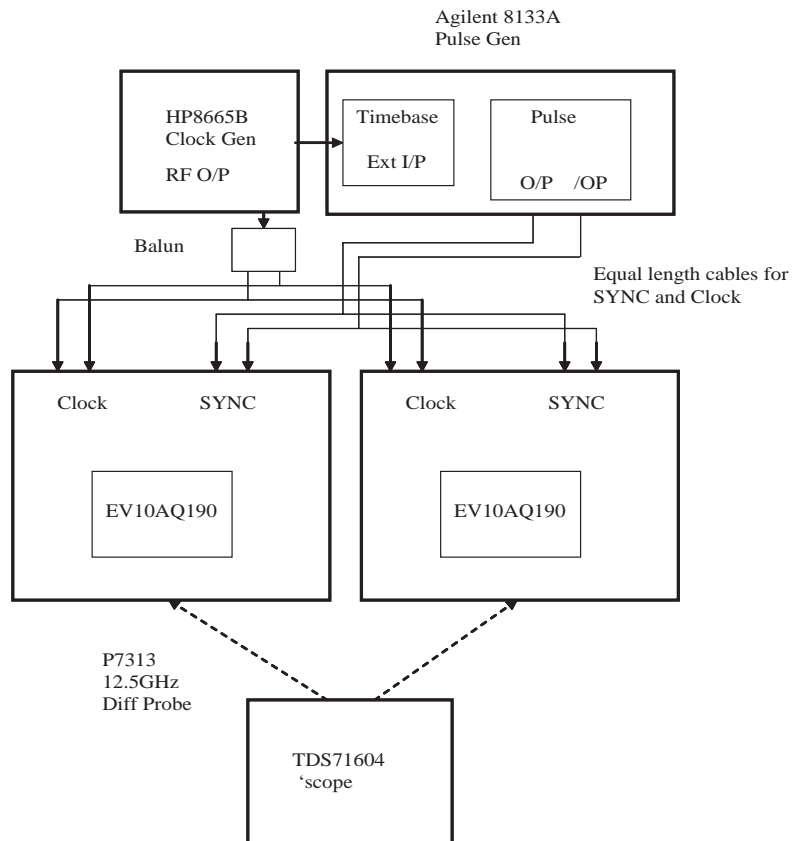 Agilent 8133A
Pulse Gen
HP8665B
Clock Gen
RF O/P
Timebase
Ext I/P
Pulse
O/P /OP
Balun
Equal length cables for
SYNC and Clock
Clock SYNC
Clock SYNC
EV10AQ190
EV10AQ190
P7313
12.5GHz
Diff Probe
TDS71604
‘scope